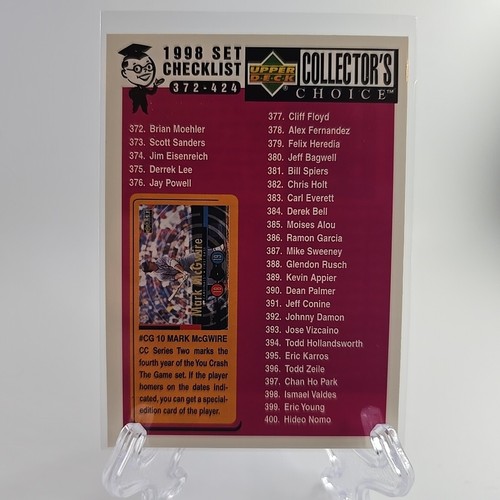 1998 SET
CHECKLIST
372-424
UPPER
DECK
®
COLLECTOR'S
CHOICE™
372. Brian Moehler
373. Scott Sanders
374. Jim Eisenreich
375. Derrek Lee
376. Jay Powell
Mark McGwire
#CG 10 MARK McGWIRE
CC Series Two marks the
fourth year of the You Crash
The Game set. If the player
homers on the dates indi-
cated, you can get a special-
edition card of the player.
377. Cliff Floyd
378. Alex Fernandez
379. Felix Heredia
380. Jeff Bagwell
381. Bill Spiers
382. Chris Holt
383. Carl Everett
384. Derek Bell
385. Moises Alou
386. Ramon Garcia
387. Mike Sweeney
388. Glendon Rusch
389. Kevin Appier
390. Dean Palmer
391. Jeff Conine
392. Johnny Damon
393. Jose Vizcaino
394. Todd Hollandsworth
395. Eric Karros
396. Todd Zeile
397. Chan Ho Park
398. Ismael Valdes
399. Eric Young
400. Hideo Nomo